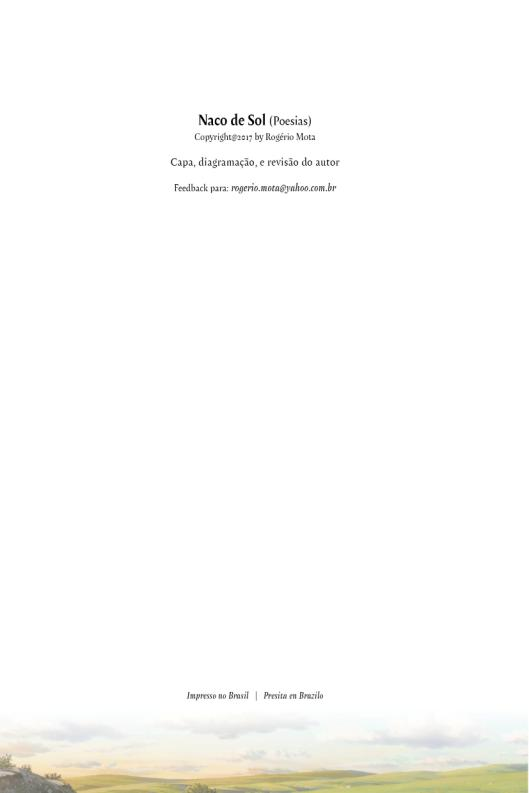 Naco de Sol (Poesias)
Copyright@2017 by Rogério Mota
Capa, diagramação, e revisão do autor
Feedback para: rogerio.mota@yahoo.com.br
Impresso no Brasil | Presita en Brazilo